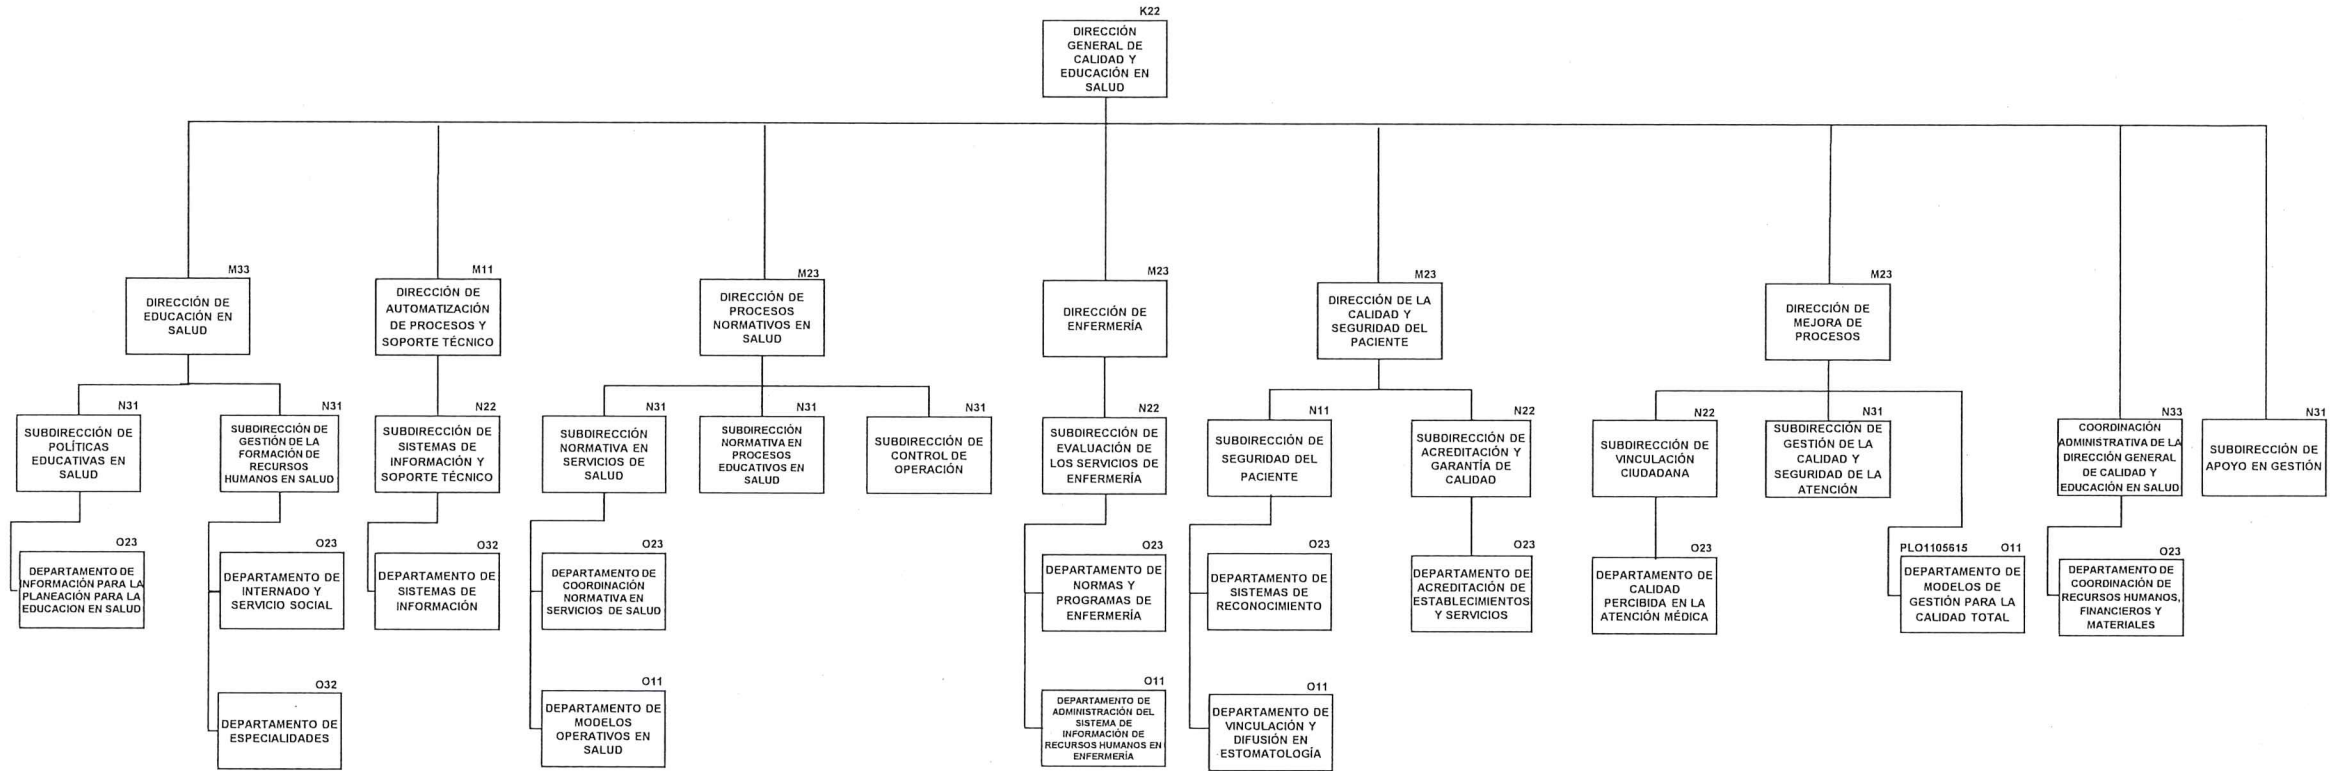 K22
DIRECCIÓN
GENERAL DE
CALIDAD Y
EDUCACIÓN EN
SALUD
M33
DIRECCIÓN DE
EDUCACIÓN EN
SALUD
M11
DIRECCIÓN DE
AUTOMATIZACIÓN
DE PROCESOS Y
SOPORTE TÉCNICO
M23
DIRECCIÓN DE
PROCESOS
NORMATIVOS EN
SALUD
M23
DIRECCIÓN
DE ENFERMERÍA
M23
DIRECCIÓN DE LA
CALIDAD Y
SEGURIDAD DEL
PACIENTE
M23
DIRECCIÓN DE
MEJORA DE
PROCESOS
N31
SUBDIRECCIÓN DE
POLÍTICAS
EDUCATIVAS EN
SALUD
N31
SUBDIRECCIÓN DE
GESTIÓN DE LA
FORMACIÓN DE
RECURSOS
HUMANOS EN SALUD
N22
SUBDIRECCIÓN DE
SISTEMAS DE
INFORMACIÓN Y
SOPORTE TÉCNICO
N31
SUBDIRECCIÓN
NORMATIVA EN
SERVICIOS DE
SALUD
N31
SUBDIRECCIÓN
NORMATIVA EN
PROCESOS
EDUCATIVOS EN
SALUD
N31
SUBDIRECCIÓN DE
CONTROL DE
OPERACIÓN
N22
SUBDIRECCIÓN DE
EVALUACIÓN DE
LOS SERVICIOS DE
ENFERMERÍA
N11
SUBDIRECCIÓN DE
SEGURIDAD DEL
PACIENTE
N22
SUBDIRECCIÓN DE
ACREDITACIÓN Y
GARANTÍA DE
CALIDAD
N22
SUBDIRECCIÓN DE
VINCULACIÓN
CIUDADANA
N31
SUBDIRECCIÓN DE
GESTIÓN DE LA
CALIDAD Y
SEGURIDAD DE LA
ATENCIÓN
N33
COORDINACIÓN
ADMINISTRATIVA DE LA
DIRECCIÓN GENERAL
DE CALIDAD Y
EDUCACIÓN EN SALUD
N31
SUBDIRECCIÓN DE
APOYO EN GESTIÓN
O23
DEPARTAMENTO DE
INFORMACIÓN PARA LA
PLANEACIÓN PARA LA
EDUCACION EN SALUD
O23
DEPARTAMENTO DE
INTERNADO Y
SERVICIO SOCIAL
O32
DEPARTAMENTO DE
SISTEMAS DE
INFORMACIÓN
O23
DEPARTAMENTO DE
COORDINACIÓN
NORMATIVA EN
SERVICIOS DE SALUD
O23
DEPARTAMENTO DE
NORMAS Y
PROGRAMAS DE
ENFERMERÍA
O23
DEPARTAMENTO DE
SISTEMAS DE
RECONOCIMIENTO
O23
DEPARTAMENTO DE
ACREDITACIÓN DE
ESTABLECIMIENTOS
Y SERVICIOS
O23
DEPARTAMENTO DE
CALIDAD
PERCIBIDA EN LA
ATENCIÓN MÉDICA
PLO1105615 O11
DEPARTAMENTO DE
MODELOS DE
GESTIÓN PARA LA
CALIDAD TOTAL
O23
DEPARTAMENTO DE
COORDINACIÓN DE
RECURSOS HUMANOS,
FINANCIEROS Y
MATERIALES
O32
DEPARTAMENTO DE
ESPECIALIDADES
O11
DEPARTAMENTO DE
MODELOS
OPERATIVOS EN
SALUD
O11
DEPARTAMENTO DE
ADMINISTRACIÓN DEL
SISTEMA DE
INFORMACIÓN DE
RECURSOS HUMANOS EN
ENFERMERÍA
O11
DEPARTAMENTO DE
VINCULACIÓN Y
DIFUSIÓN EN
ESTOMATOLOGÍA